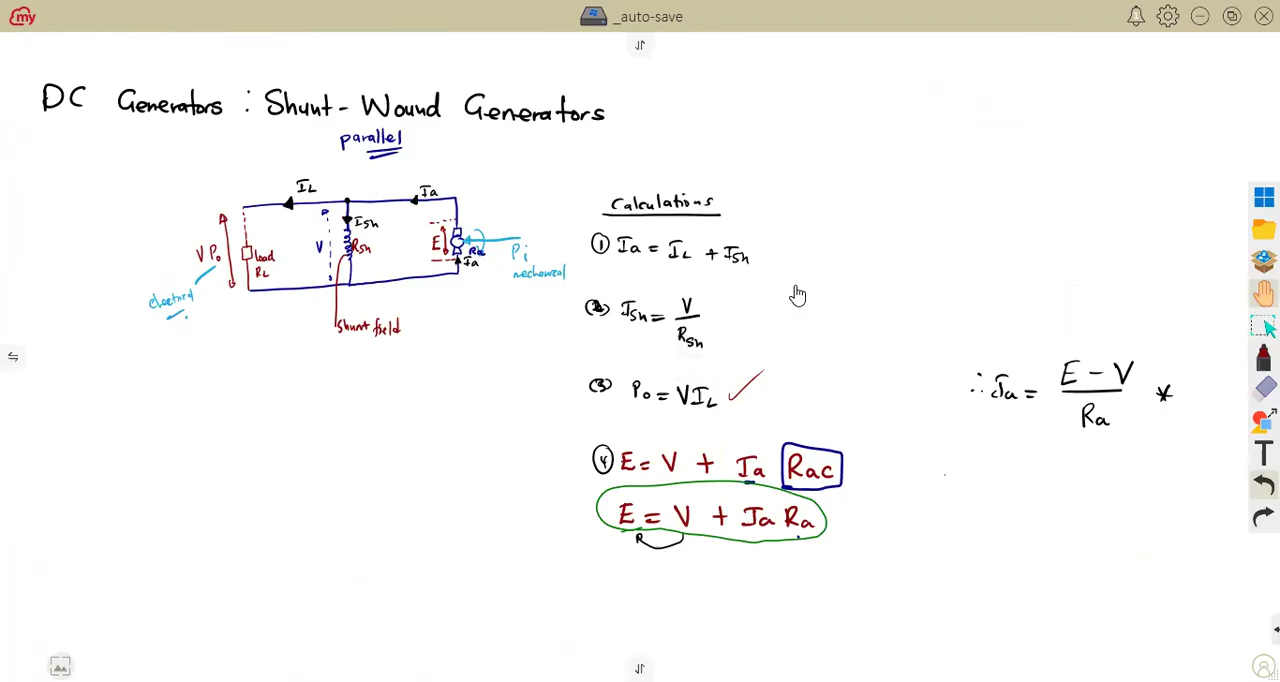 my
_auto-save
DC Generators : Shunt-Wound Generators
parallel
IL
Ia
Ish
V
Rsh
E
Ra
Ia
Pi
mechanical
V Po
load
RL
electrical
Shunt field
Calculations
① Ia = IL + Ish
② Ish = V / Rsh
③ Po = VIL ✓
④ E = V + Ia Rac
E = V + Ia Ra
∴ Ia = E - V / Ra *
T